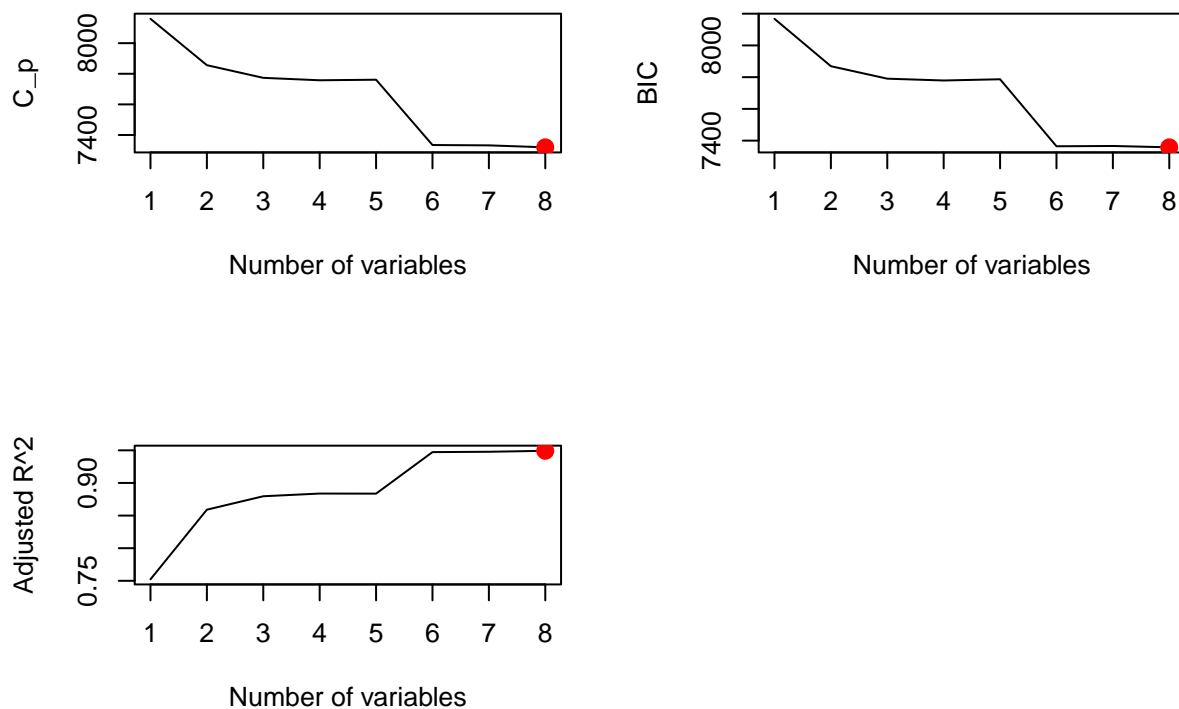 C_p
8000
7400
1 2 3 4 5 6 7 8
Number of variables
BIC
8000
7400
1 2 3 4 5 6 7 8
Number of variables
Adjusted R^2
0.90
0.75
1 2 3 4 5 6 7 8
Number of variables